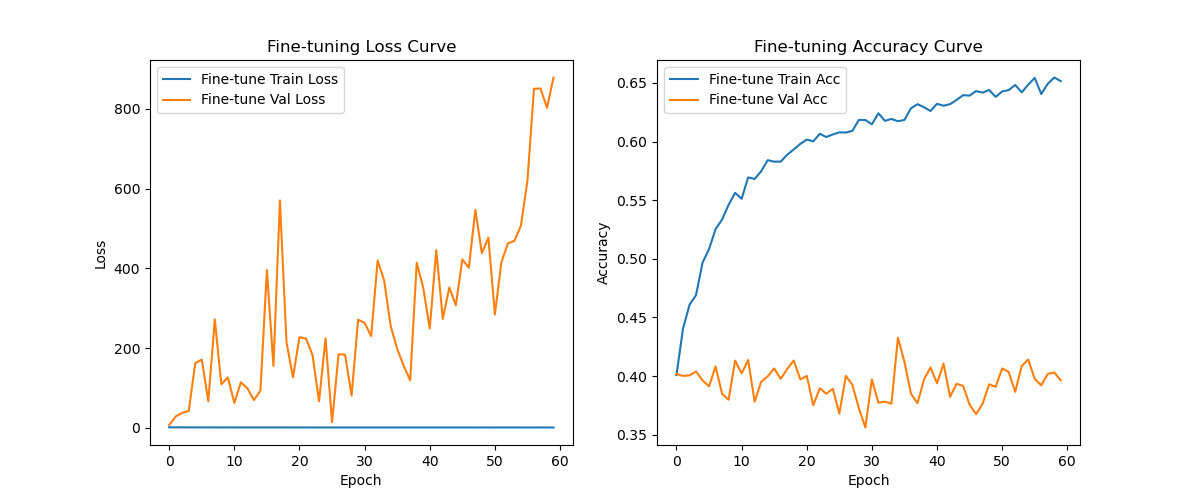 Fine-tuning Loss Curve
Fine-tune Train Loss
Fine-tune Val Loss
800
600
400
200
0
Loss
0 10 20 30 40 50 60
Epoch
Fine-tuning Accuracy Curve
Fine-tune Train Acc
Fine-tune Val Acc
0.65
0.60
0.55
0.50
0.45
0.40
0.35
Accuracy
0 10 20 30 40 50 60
Epoch